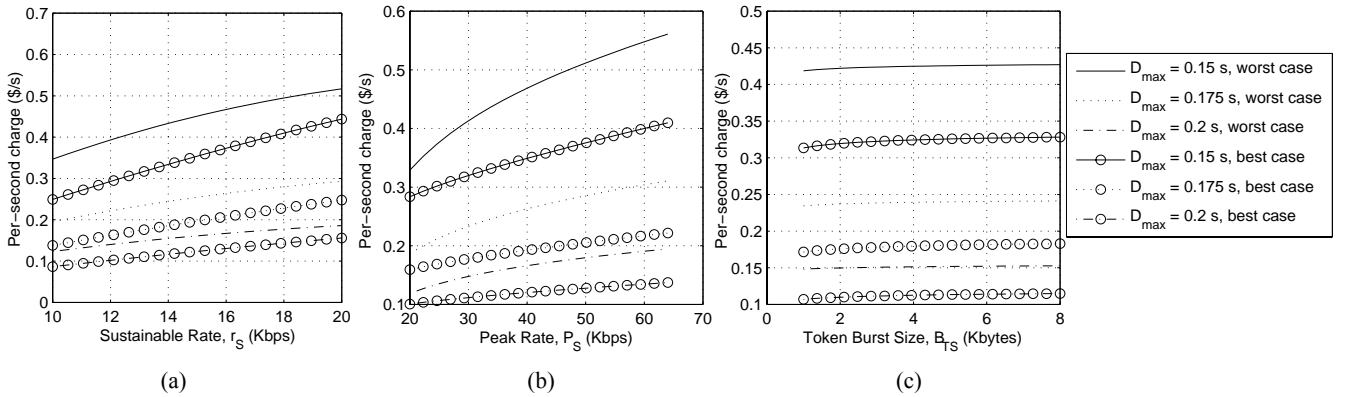 0.7
0.6
0.5
0.4
0.3
0.2
0.1
0
Per−second charge ($/s)
10 12 14 16 18 20
Sustainable Rate, r_S (Kbps)
(a)
0.6
0.5
0.4
0.3
0.2
0.1
Per−second charge ($/s)
20 30 40 50 60 70
Peak Rate, P_S (Kbps)
(b)
0.5
0.45
0.4
0.35
0.3
0.25
0.2
0.15
0.1
Per−second charge ($/s)
0 2 4 6 8
Token Burst Size, B_TS (Kbytes)
(c)
D_max = 0.15 s, worst case
D_max = 0.175 s, worst case
D_max = 0.2 s, worst case
D_max = 0.15 s, best case
D_max = 0.175 s, best case
D_max = 0.2 s, best case